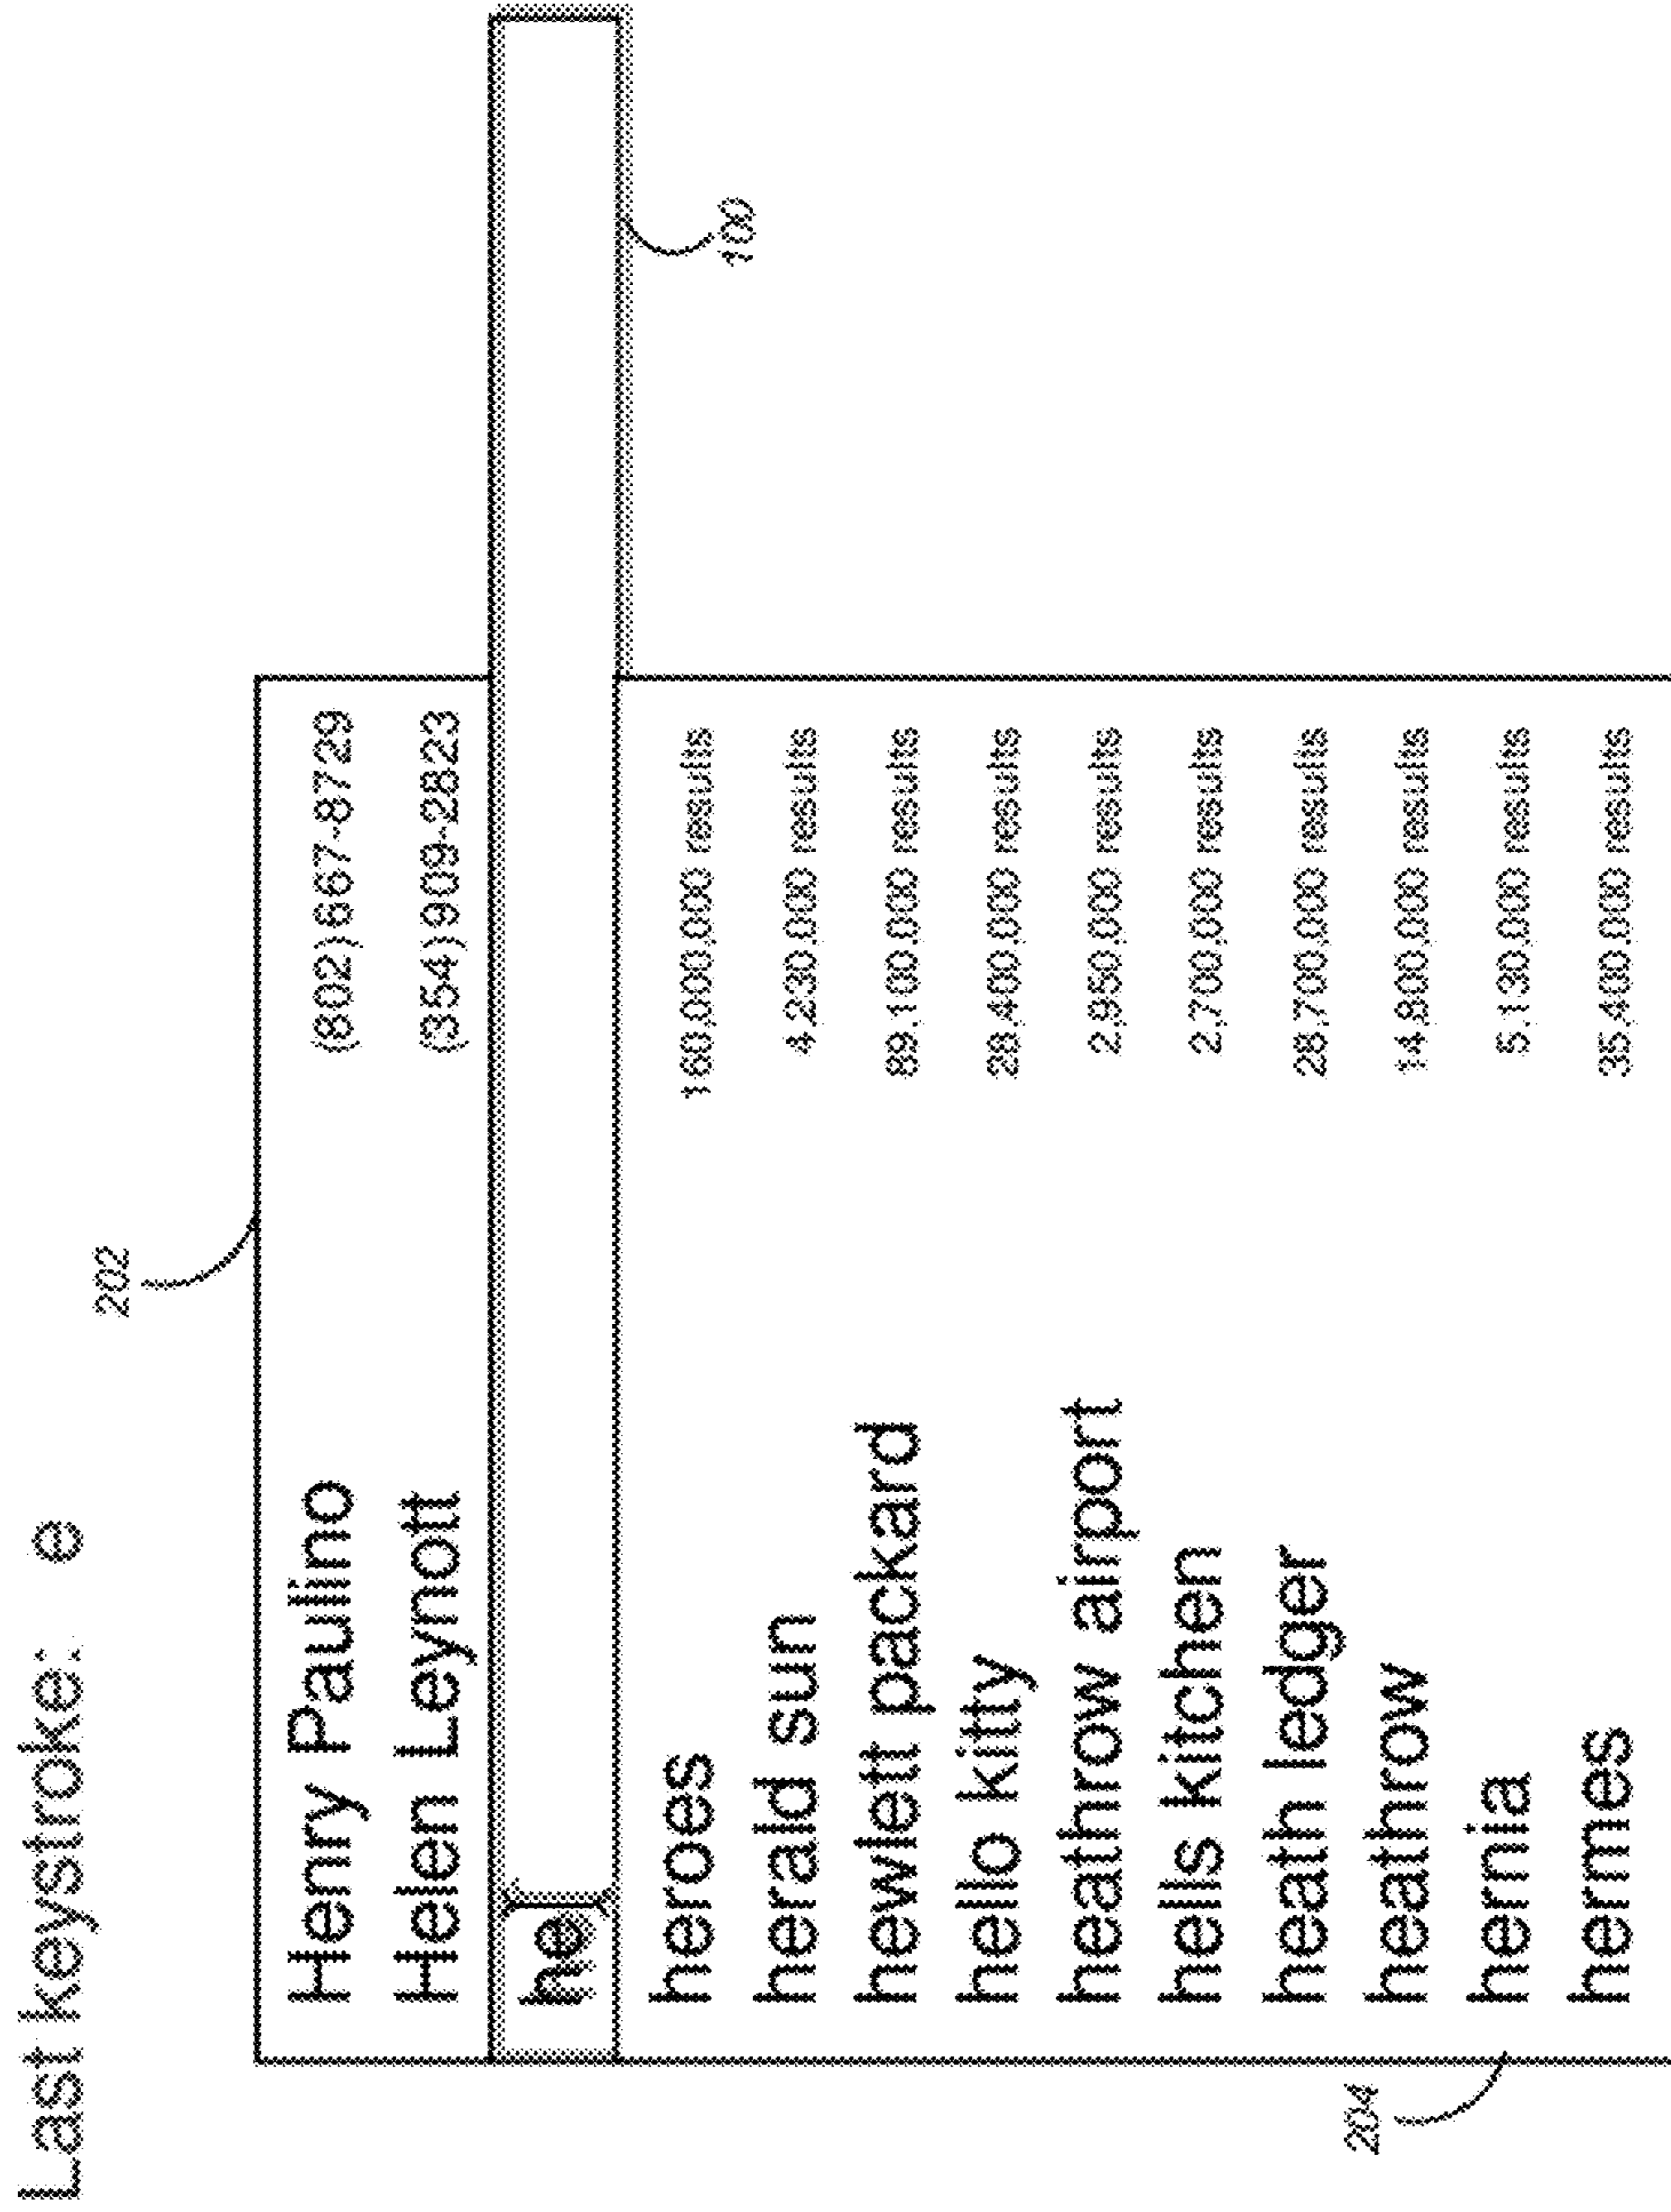 Last keystroke: e
202
Henry Paulino (802)867-8729
Helen Leynott (354)909-2823
he
100
heroes 160,000,000 results
herald sun 4,230,000 results
hewlett packard 89,100,000 results
hello kitty 28,400,000 results
heathrow airport 2,950,000 results
hells kitchen 2,700,000 results
heath ledger 28,700,000 results
heathrow 14,800,000 results
hernia 5,130,000 results
hermes 35,400,000 results
204